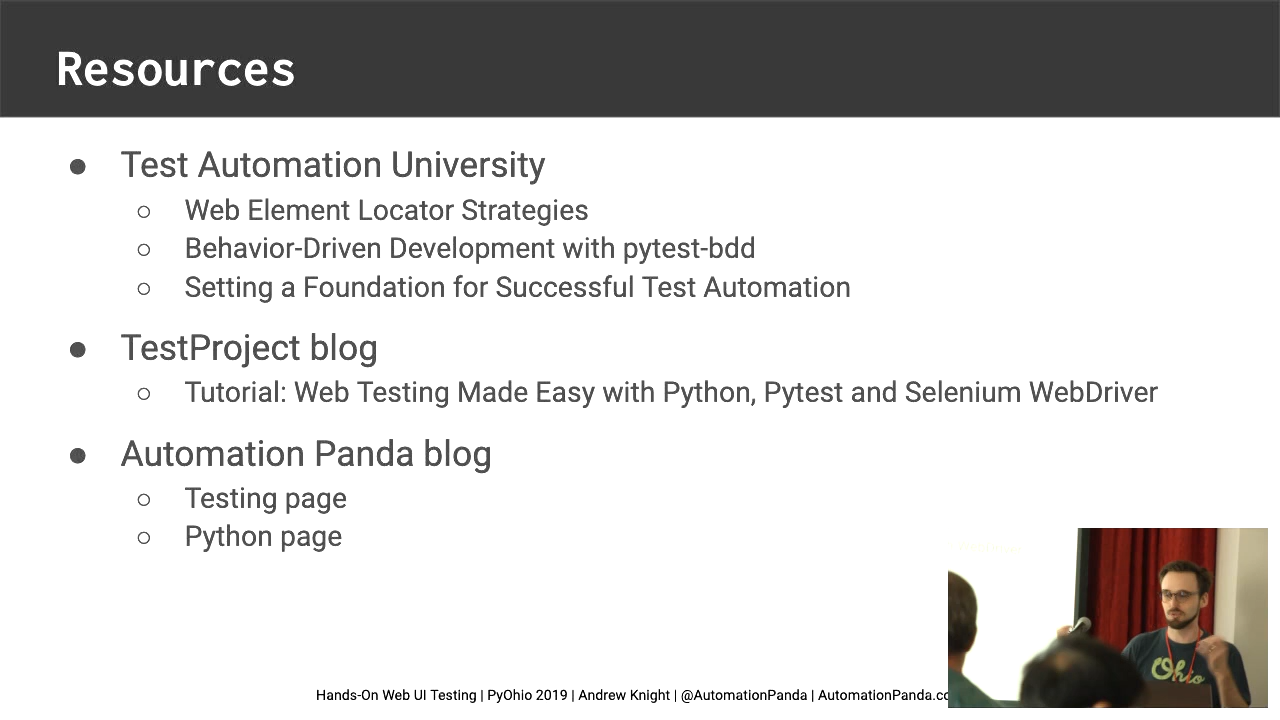 Resources
● Test Automation University
○ Web Element Locator Strategies
○ Behavior-Driven Development with pytest-bdd
○ Setting a Foundation for Successful Test Automation
● TestProject blog
○ Tutorial: Web Testing Made Easy with Python, Pytest and Selenium WebDriver
● Automation Panda blog
○ Testing page
○ Python page
Ohio
Hands-On Web UI Testing | PyOhio 2019 | Andrew Knight | @AutomationPanda | AutomationPanda.co